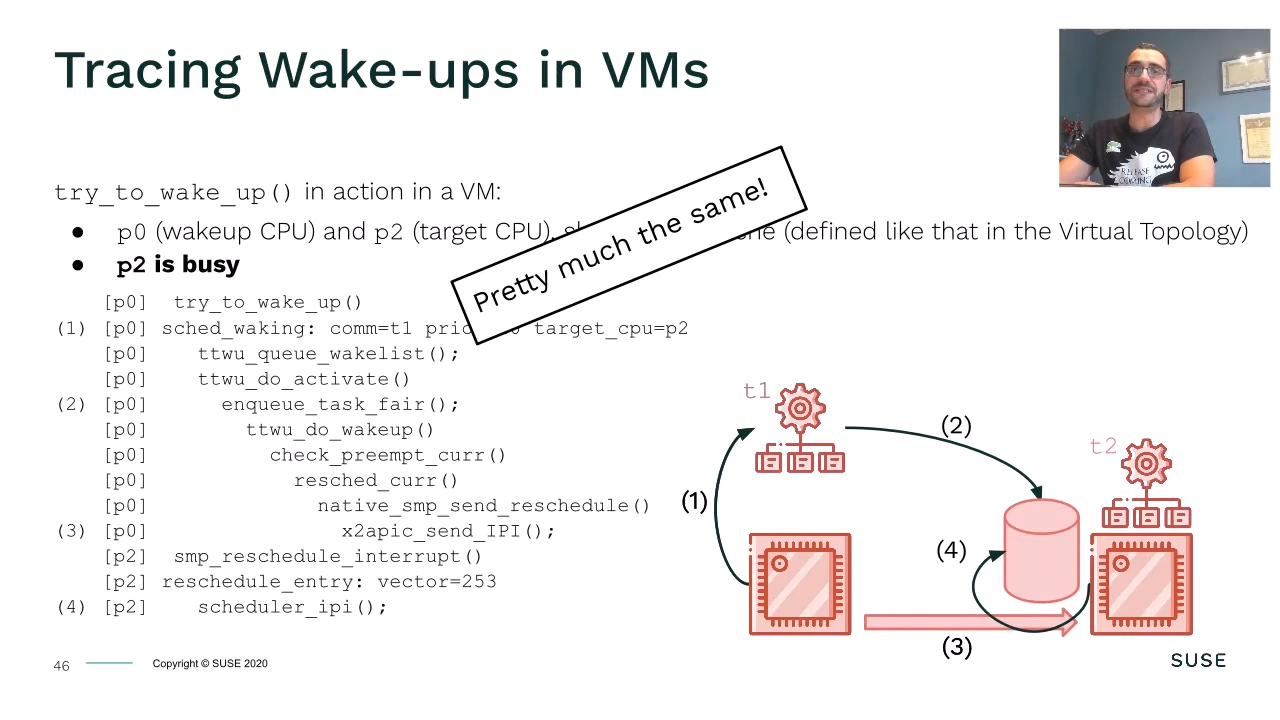 Tracing Wake-ups in VMs
try_to_wake_up() in action in a VM:
● p0 (wakeup CPU) and p2 (target CPU), (defined like that in the Virtual Topology)
● p2 is busy
Pretty much the same!
[p0] try_to_wake_up()
(1) [p0] sched_waking: comm=t1 target_cpu=p2
[p0] ttwu_queue_wakelist();
[p0] ttwu_do_activate()
(2) [p0] enqueue_task_fair();
[p0] ttwu_do_wakeup()
[p0] check_preempt_curr()
[p0] resched_curr()
[p0] native_smp_send_reschedule()
(3) [p0] x2apic_send_IPI();
[p2] smp_reschedule_interrupt()
[p2] reschedule_entry: vector=253
(4) [p2] scheduler_ipi();
t1
(2)
t2
(1)
(4)
(3)
RELEASE
46
Copyright © SUSE 2020
SUSE